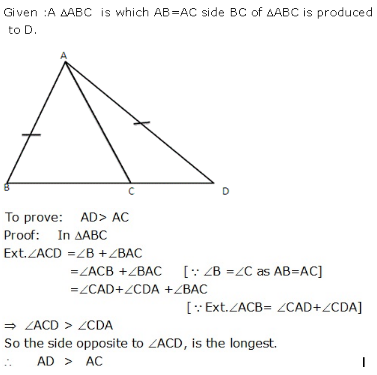 Given :A ΔABC is which AB=AC side BC of ΔABC is produced
to D.
A
B
C
D
To prove: AD> AC
Proof: In ΔABC
Ext.∠ACD =∠B +∠BAC
=∠ACB +∠BAC [∵ ∠B =∠C as AB=AC]
=∠CAD+∠CDA +∠BAC
[∵Ext.∠ACB= ∠CAD+∠CDA]
⇒ ∠ACD > ∠CDA
So the side opposite to ∠ACD, is the longest.
∴ AD > AC